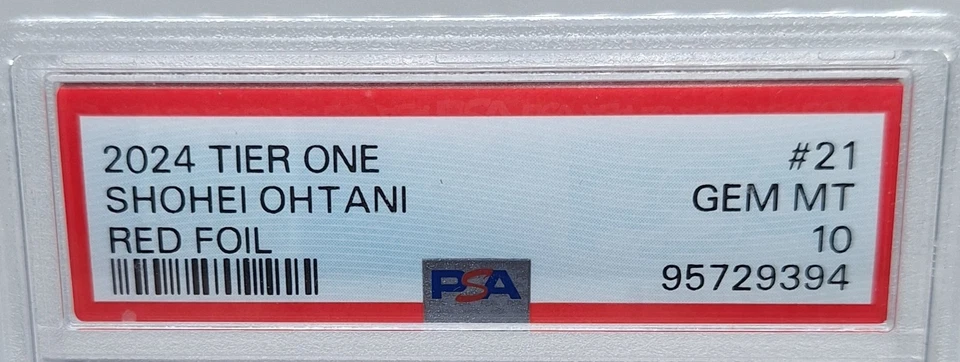 2024 TIER ONE #21
SHOHEI OHTANI GEM MT
RED FOIL 10
PSA 95729394